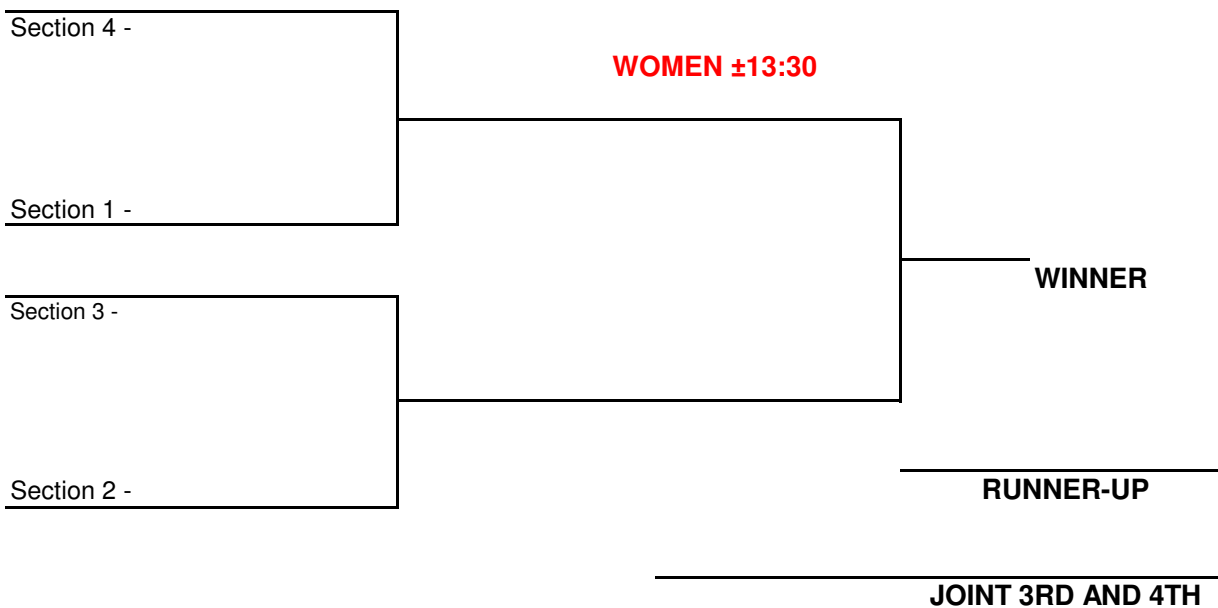 Section 4 -
WOMEN ±13:30
Section 1 -
WINNER
Section 3 -
Section 2 -
RUNNER-UP
JOINT 3RD AND 4TH